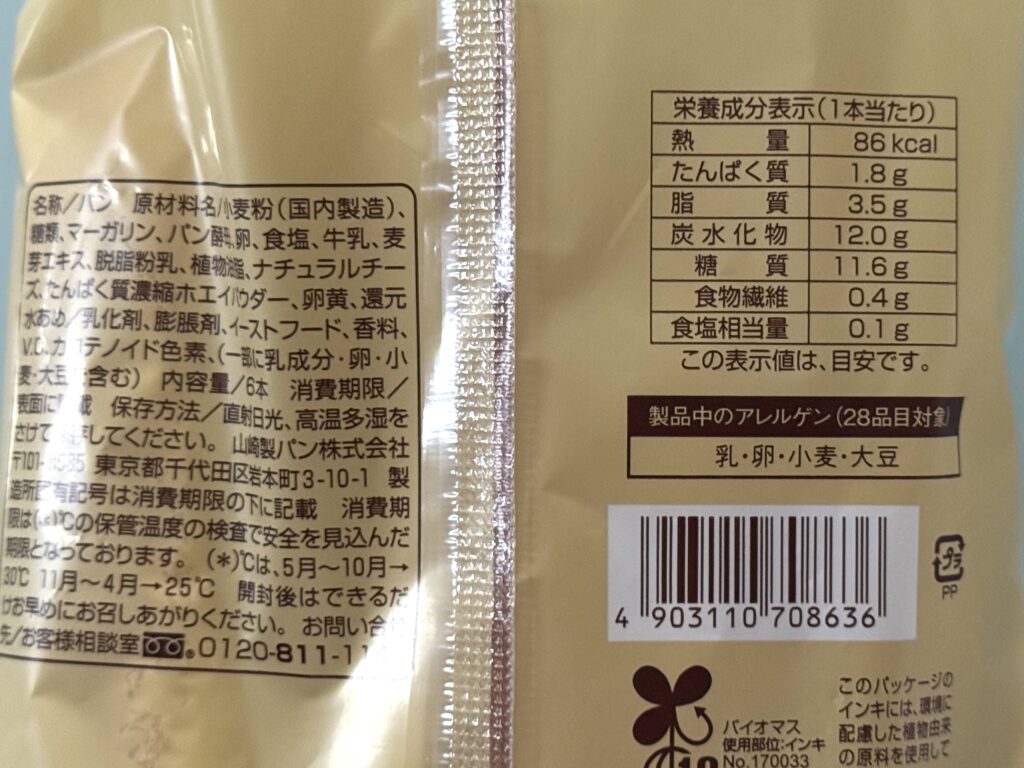 名称/パン 原材料名/小麦粉(国内製造)、
糖類、マーガリン、パン酵母、卵、食塩、牛乳、麦
芽エキス、脱脂粉乳、植物油脂、ナチュラルチー
ズ、たんぱく質濃縮ホエイパウダー、卵黄、還元
水あめ/乳化剤、膨脹剤、イーストフード、香料、
V.C、カロテノイド色素、(一部に乳成分・卵・小
麦・大豆を含む) 内容量/6本 消費期限/
表面に記載 保存方法/直射日光、高温多湿を
さけて保存してください。 山崎製パン株式会社
東京都千代田区岩本町3-10-1 製
造所固有記号は消費期限の下に記載 消費期
限は(*)℃の保管温度の検査で安全を見込んだ
期限となっております。 (*)℃は、5月〜10月→
30℃ 11月〜4月→25℃ 開封後はできるだ
けお早めにお召しあがりください。 お問い合
先/お客様相談室 0120-811-1
栄養成分表示(1本当たり)
熱量 86kcal
たんぱく質 1.8g
脂質 3.5g
炭水化物 12.0g
糖質 11.6g
食物繊維 0.4g
食塩相当量 0.1g
この表示値は、目安です。
製品中のアレルゲン(28品目対象
乳・卵・小麦・大豆
4 903110 708636
プラ
PP
バイオマス
使用部位:インキ
No.170033
10
このパッケージの
インキには、環境に
配慮した植物由来
の原料を使用して